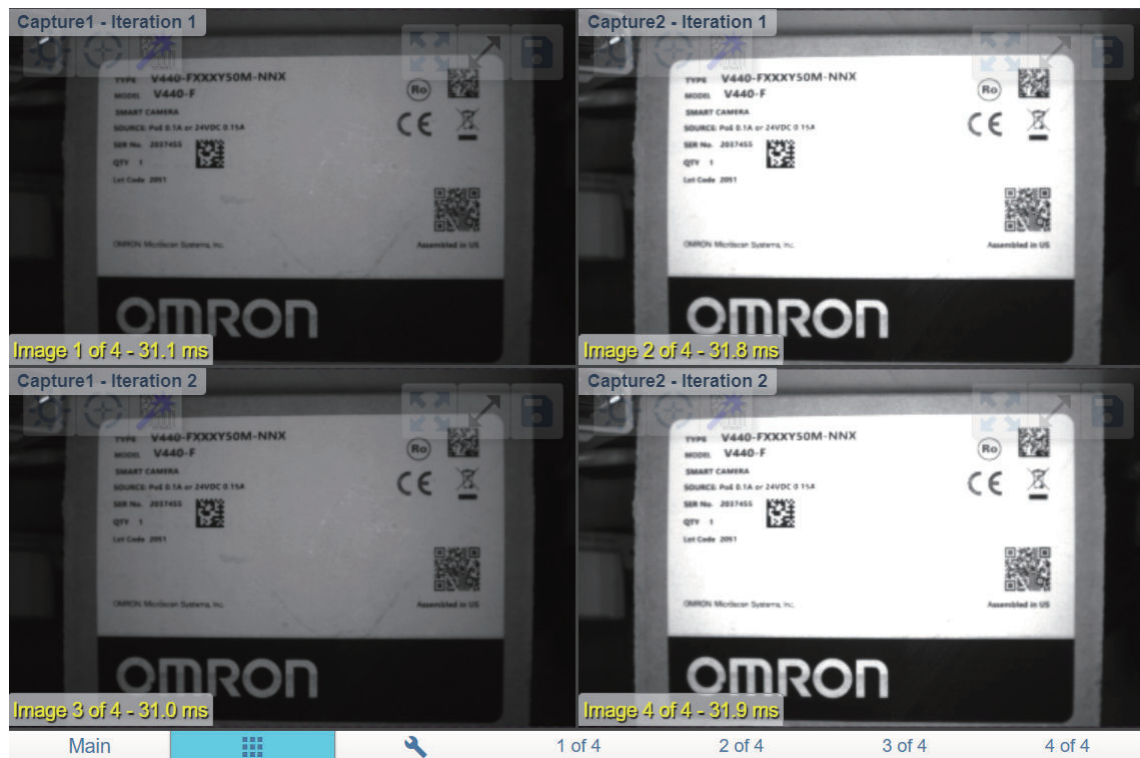 Capture1 - Iteration 1
TYPE V440-FXXXY50M-NNX
MODEL V440-F
Ro
SMART CAMERA
CE
SOURCE: PoE 0.1A or 24VDC 0.15A
SER No. 2037455
QTY 1
Lot Code 2091
OMRON Microscan Systems, Inc.
Assembled in US
OMRON
Image 1 of 4 - 31.1 ms
Capture2 - Iteration 1
TYPE V440-FXXXY50M-NNX
MODEL V440-F
Ro
SMART CAMERA
CE
SOURCE: PoE 0.1A or 24VDC 0.15A
SER No. 2037455
QTY 1
Lot Code 2091
OMRON Microscan Systems, Inc.
Assembled in US
OMRON
Image 2 of 4 - 31.8 ms
Capture1 - Iteration 2
TYPE V440-FXXXY50M-NNX
MODEL V440-F
Ro
SMART CAMERA
CE
SOURCE: PoE 0.1A or 24VDC 0.15A
SER No. 2037455
QTY 1
Lot Code 2091
OMRON Microscan Systems, Inc.
Assembled in US
OMRON
Image 3 of 4 - 31.0 ms
Capture2 - Iteration 2
TYPE V440-FXXXY50M-NNX
MODEL V440-F
Ro
SMART CAMERA
CE
SOURCE: PoE 0.1A or 24VDC 0.15A
SER No. 2037455
QTY 1
Lot Code 2091
OMRON Microscan Systems, Inc.
Assembled in US
OMRON
Image 4 of 4 - 31.9 ms
Main
1 of 4
2 of 4
3 of 4
4 of 4